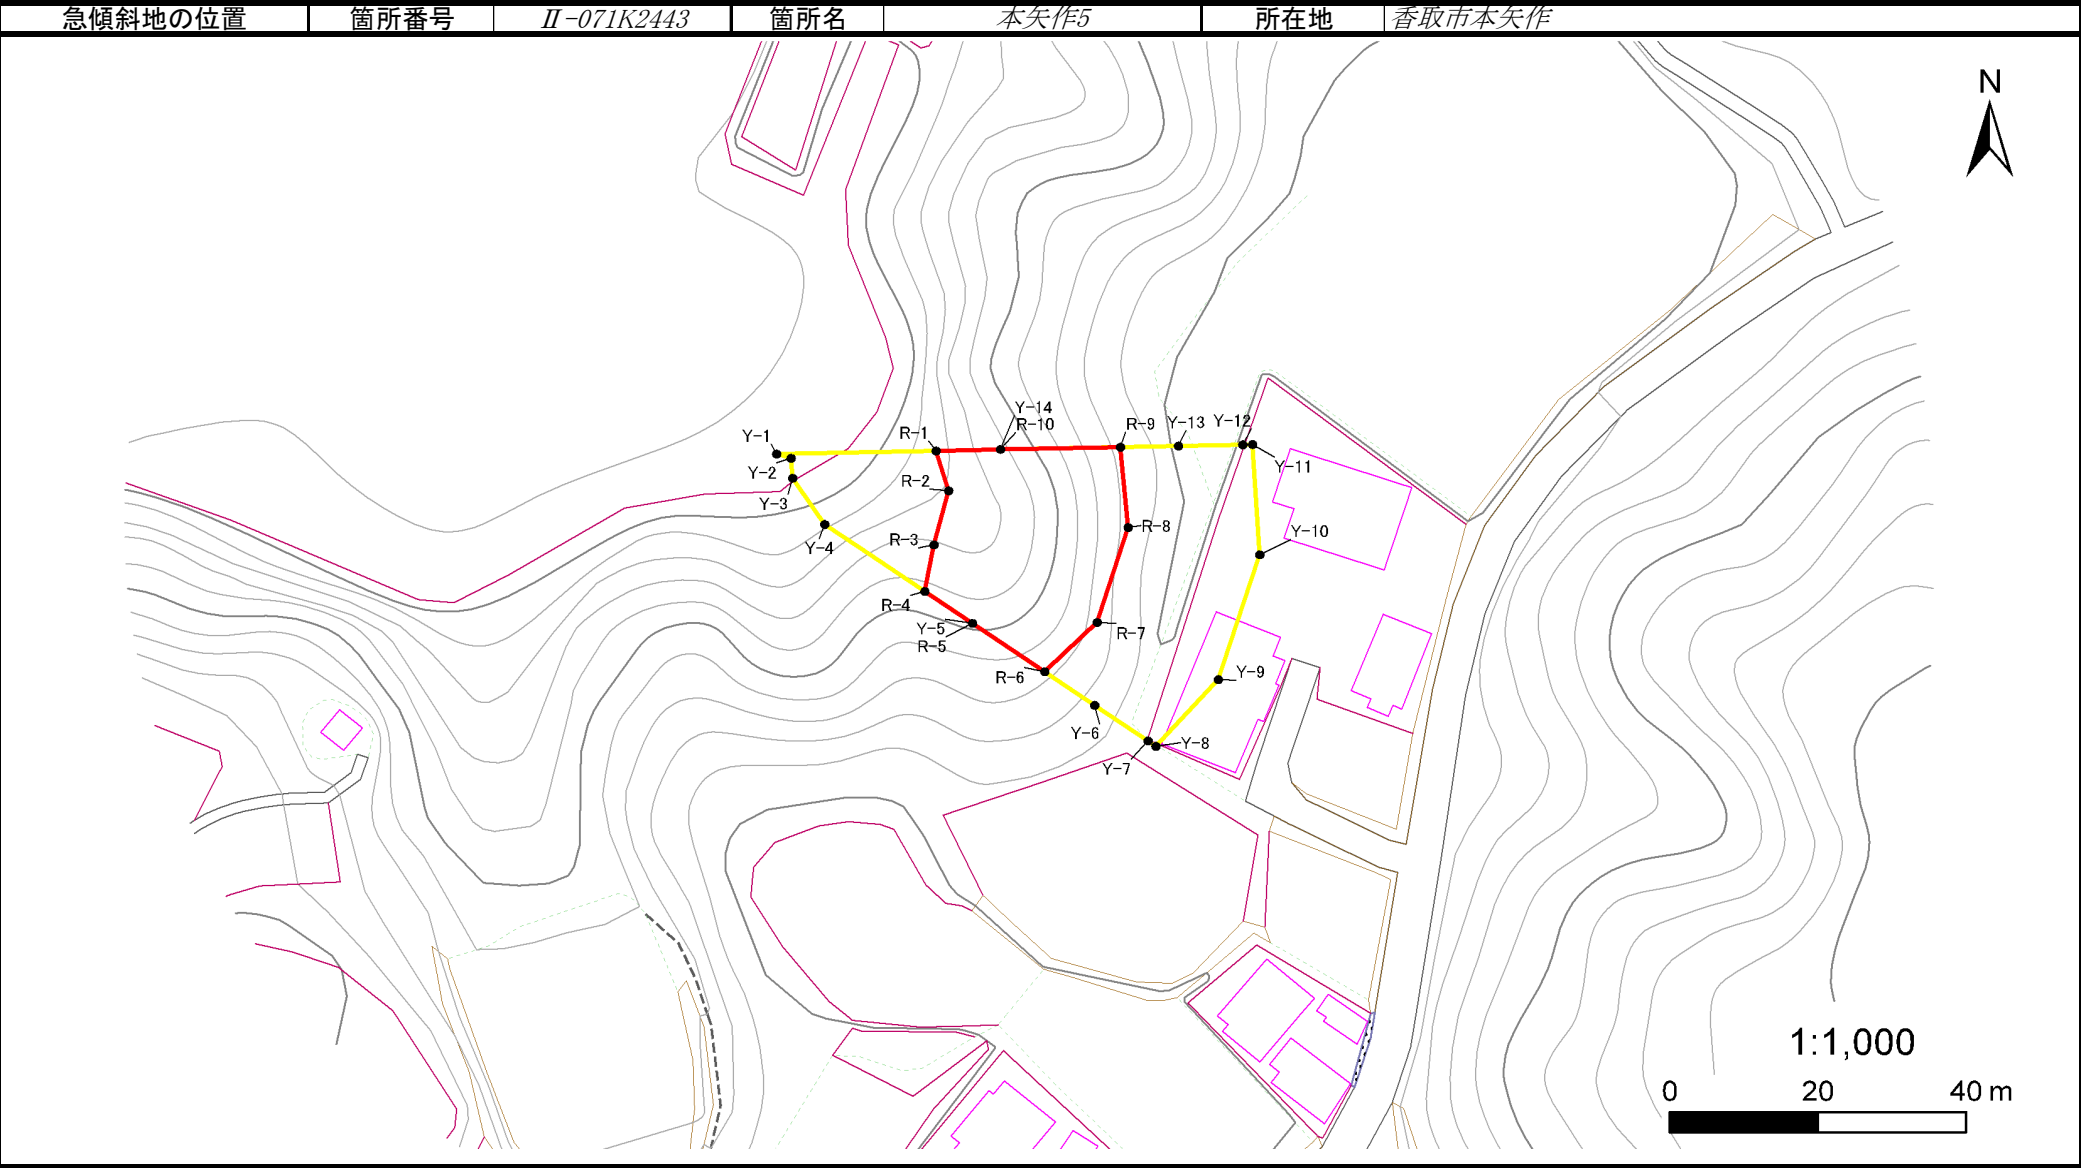 急傾斜地の位置 箇所番号 Ⅱ-071K2443 箇所名 本矢作5 所在地 香取市本矢作
N
Y-14
R-10
R-9
Y-13
Y-12
Y-1
R-1
Y-2
Y-11
R-2
Y-3
R-8
Y-10
R-3
Y-4
R-4
Y-5
R-5
R-7
R-6
Y-9
Y-6
Y-8
Y-7
1:1,000
0 20 40 m